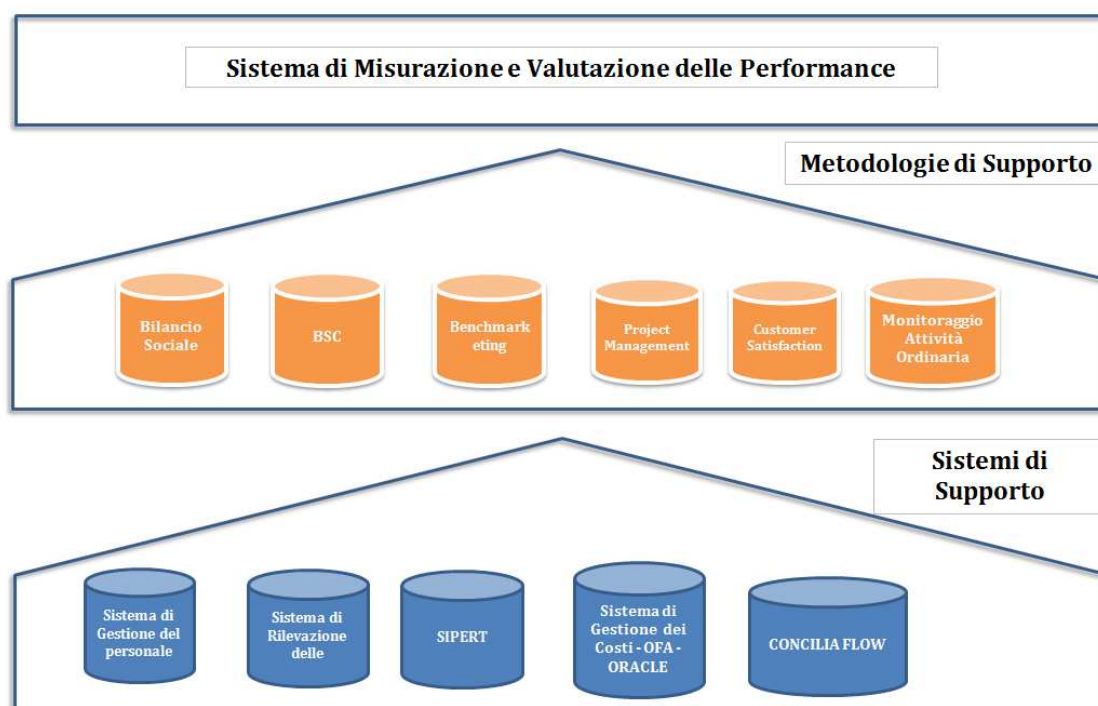 Sistema di Misurazione e Valutazione delle Performance
Metodologie di Supporto
Bilancio
Sociale
BSC
Benchmark
eting
Project
Management
Customer
Satisfaction
Monitoraggio
Attività
Ordinaria
Sistemi di
Supporto
Sistema di
Gestione del
personale
Sistema di
Rilevazione
delle
SIPERT
Sistema di
Gestione dei
Costi - OFA -
ORACLE
CONCILIA FLOW